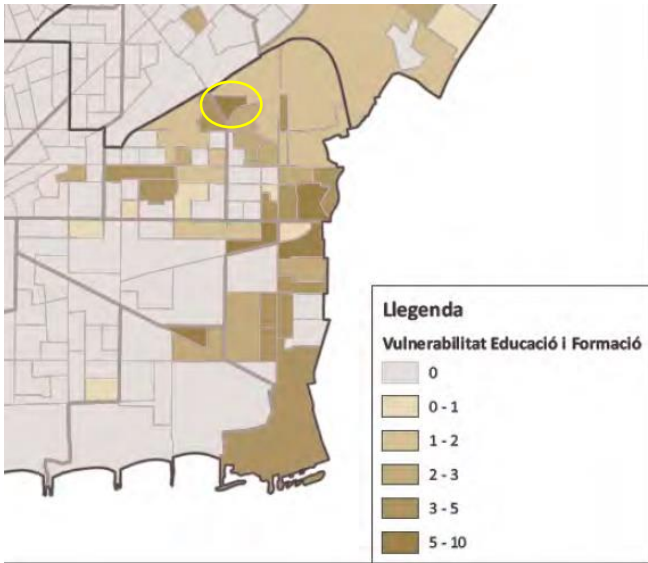 Llegenda
Vulnerabilitat Educació i Formació
0
0 - 1
1 - 2
2 - 3
3 - 5
5 - 10